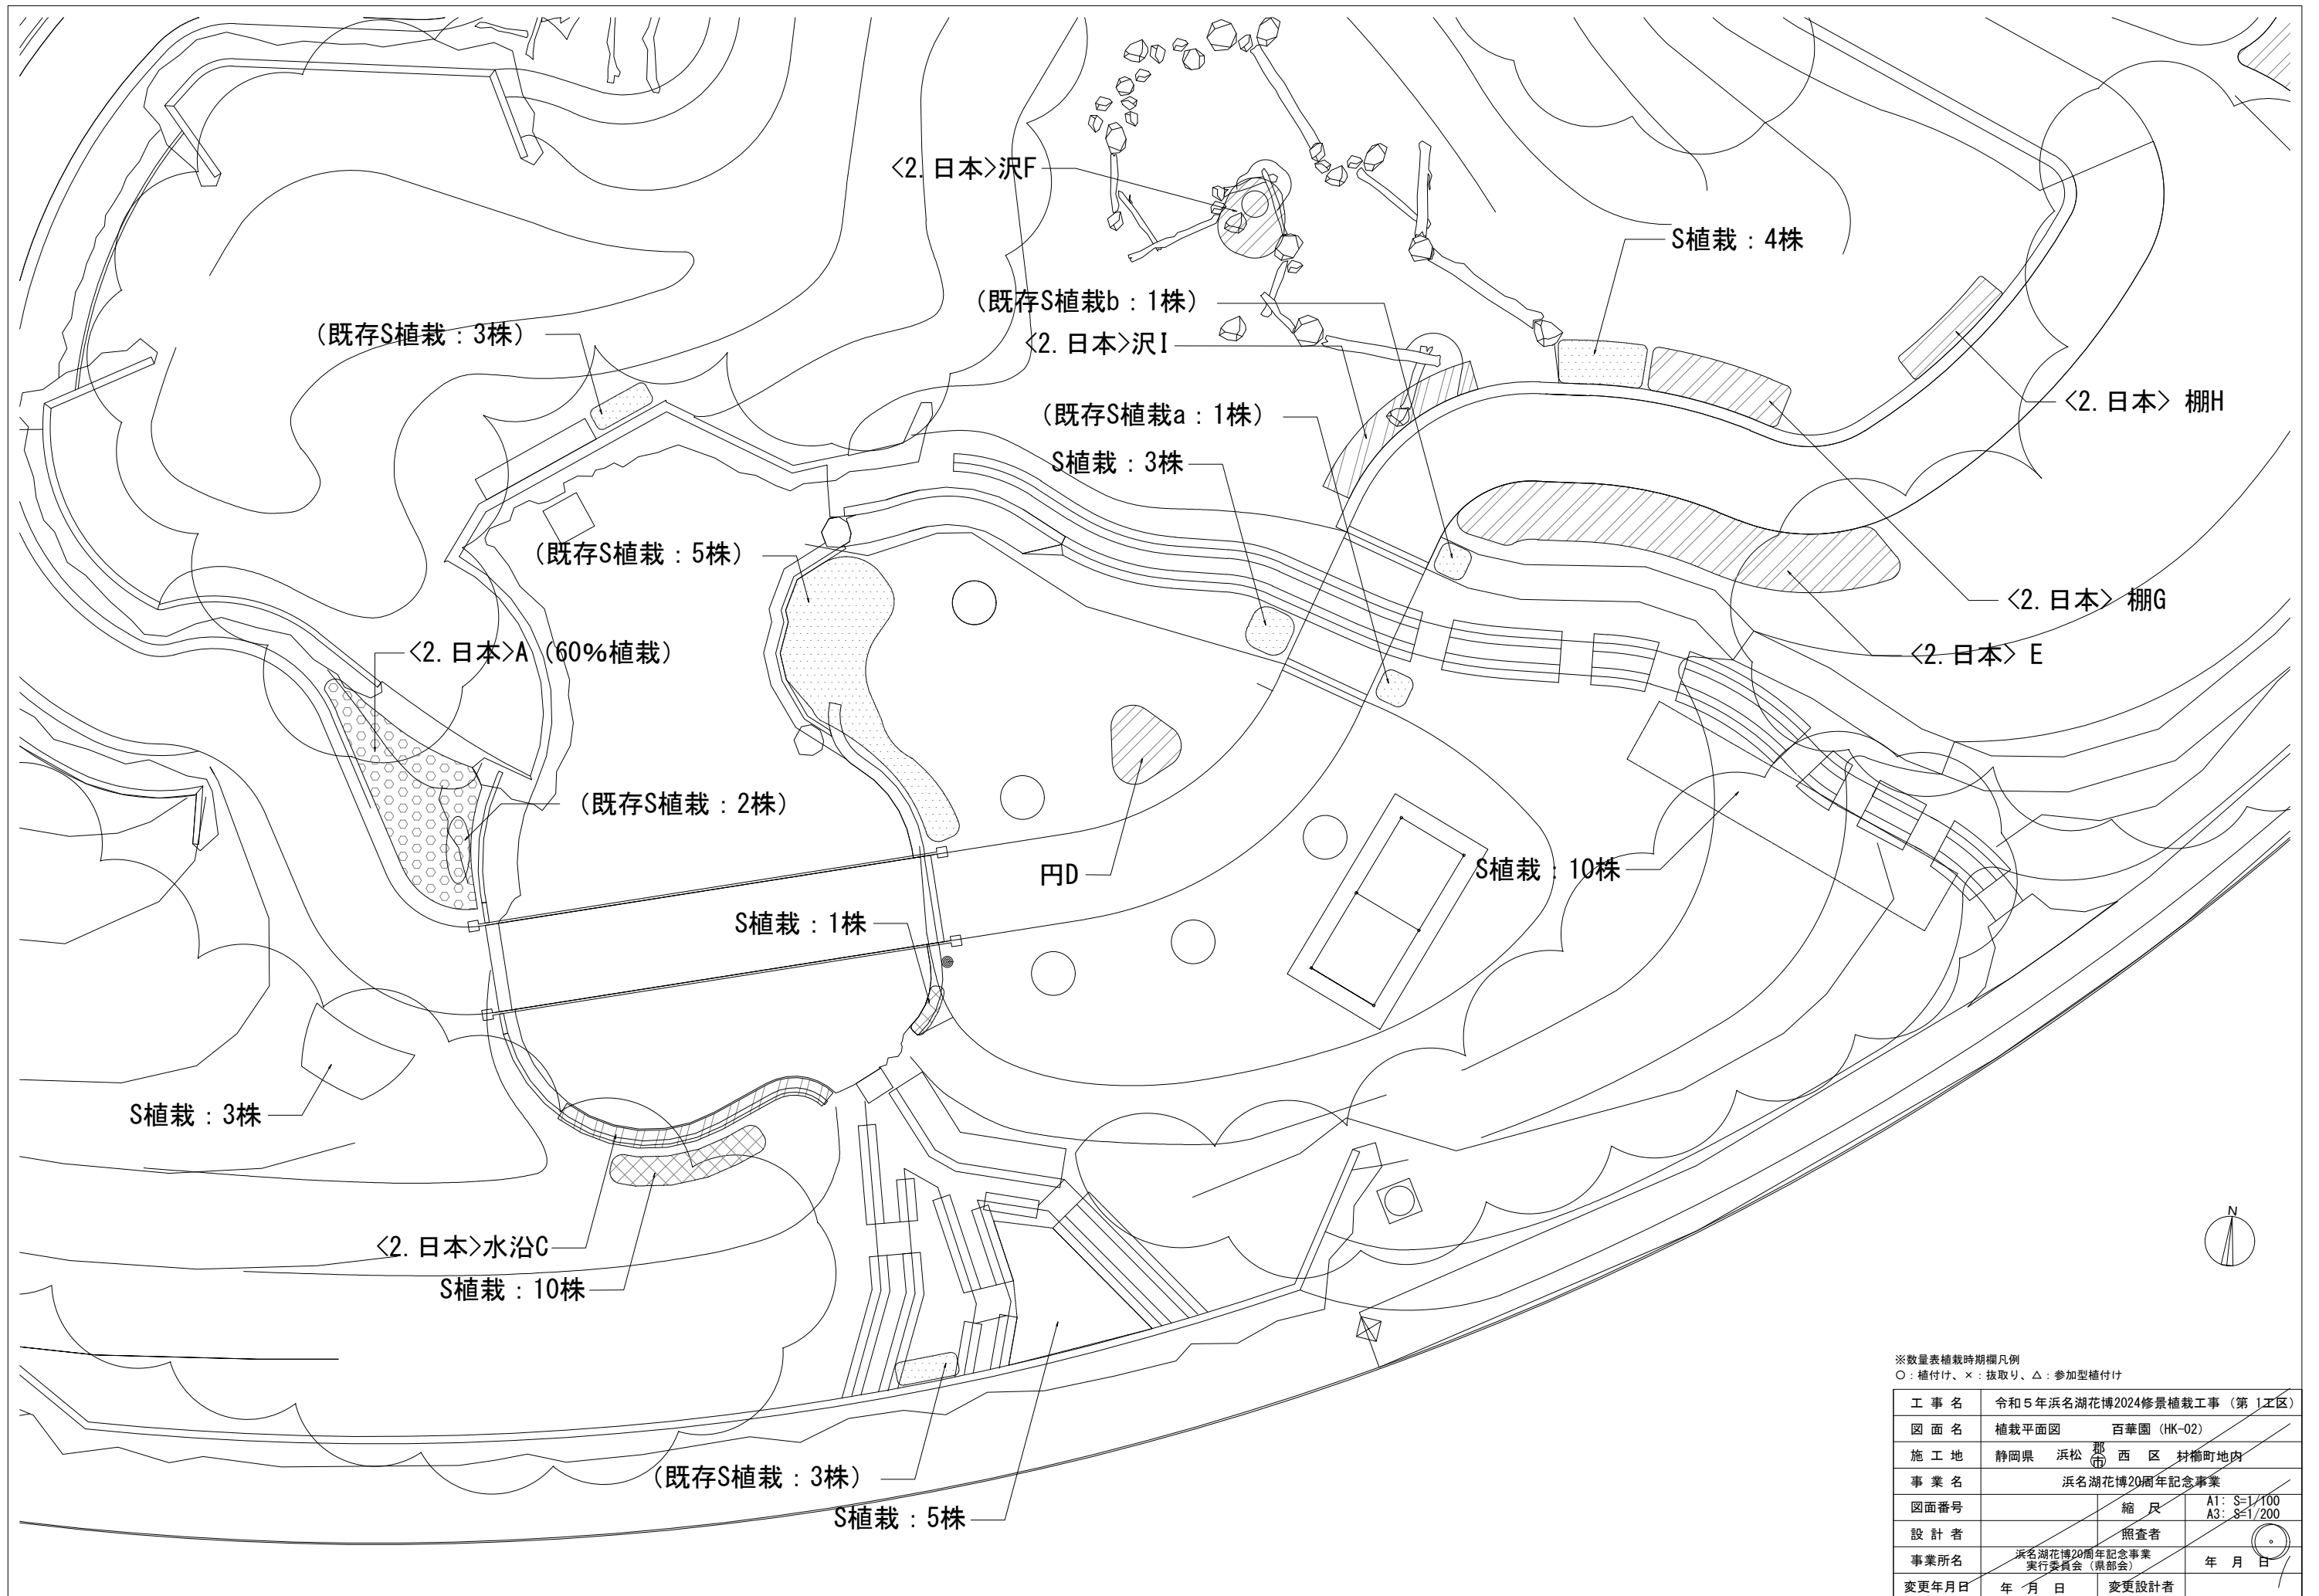 <2.日本>沢F
S植栽：4株
（既存S植栽b：1株）
（既存S植栽：3株）
<2.日本>沢I
<2.日本> 棚H
（既存S植栽a：1株）
S植栽：3株
（既存S植栽：5株）
<2.日本> 棚G
<2.日本>A（60%植栽）
<2.日本> E
（既存S植栽：2株）
円D
S植栽：10株
S植栽：1株
S植栽：3株
N
<2.日本>水沿C
S植栽：10株
（既存S植栽：3株）
S植栽：5株
※数量表植栽時期欄凡例
○：植付け、×：抜取り、△：参加型植付け
工 事 名 令和５年浜名湖花博2024修景植栽工事（第 1工区）
図 面 名 植栽平面図 百華園（HK-02）
施 工 地 静岡県 浜松 郡市 西 区 村櫛町地内
事 業 名 浜名湖花博20周年記念事業
図面番号 縮 尺 A1: S=1/100
A3: S=1/200
設 計 者 照査者
事業所名 浜名湖花博20周年記念事業
実行委員会（県部会） 年 月 日
変更年月日 年 月 日 変更設計者